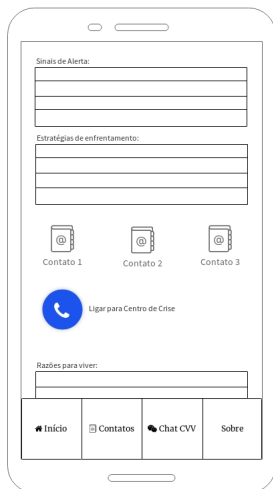 Sinais de Alerta:
Estratégias de enfrentamento:
Contato 1
Contato 2
Contato 3
Ligar para Centro de Crise
Razões para viver:
Início
Contatos
Chat CVV
Sobre